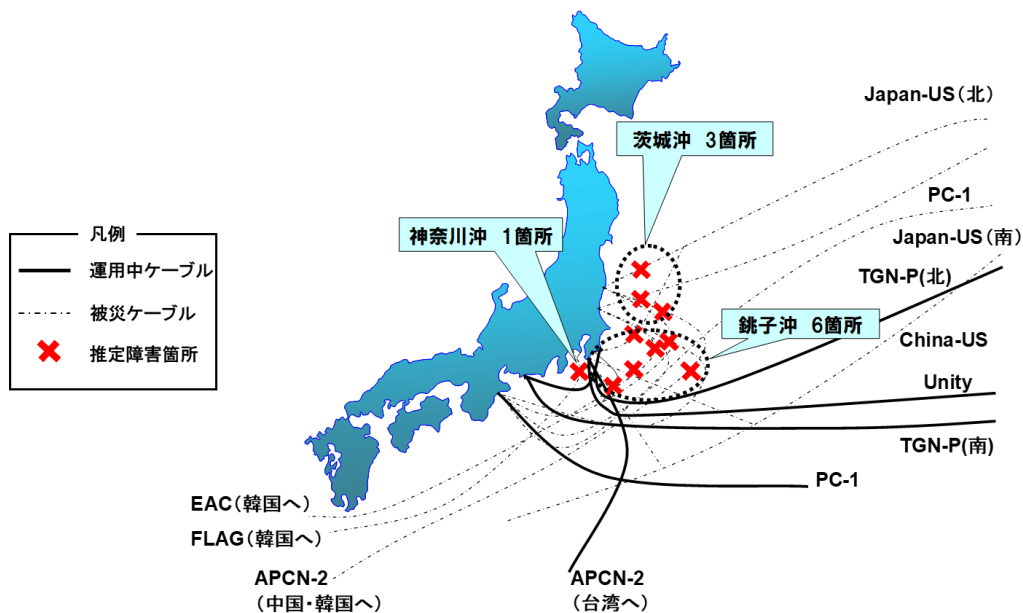 Japan-US(北)
茨城沖 3箇所
PC-1
神奈川沖 1箇所
Japan-US(南)
凡例
運用中ケーブル
被災ケーブル
推定障害箇所
TGN-P(北)
銚子沖 6箇所
China-US
Unity
TGN-P(南)
PC-1
EAC(韓国へ)
FLAG(韓国へ)
APCN-2
(中国・韓国へ)
APCN-2
(台湾へ)